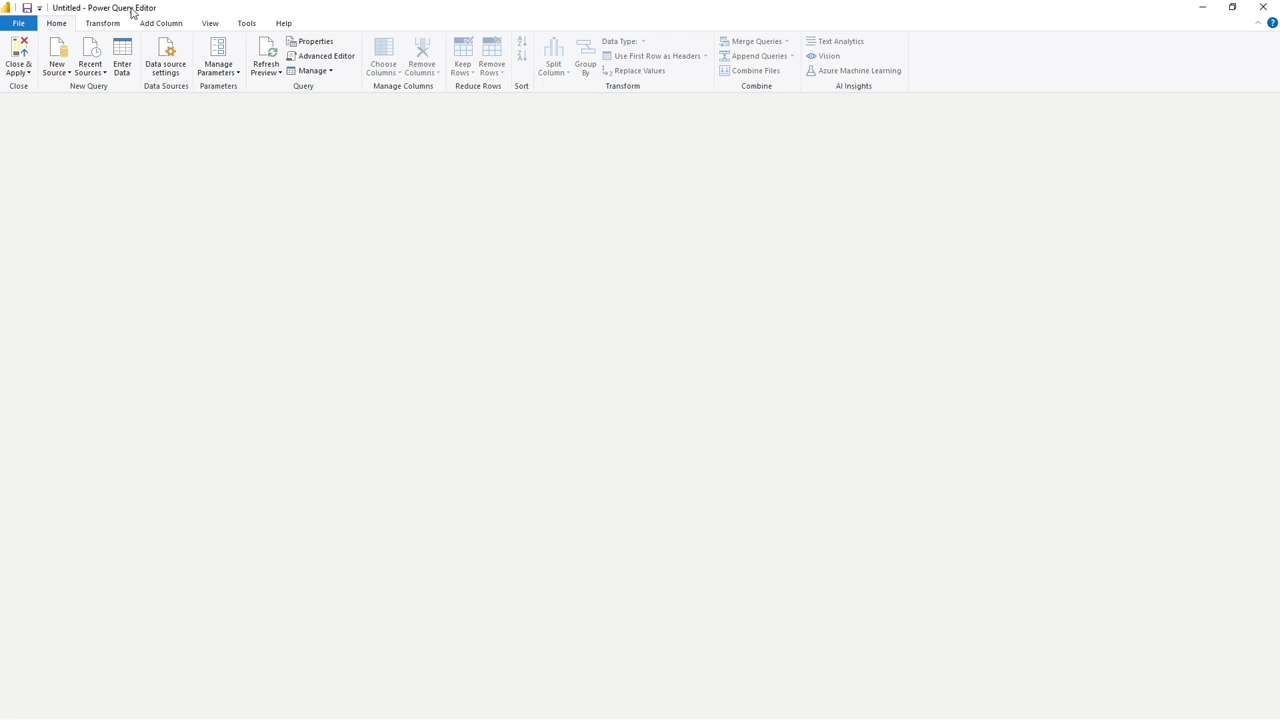 Untitled - Power Query Editor
File Home Transform Add Column View Tools Help
Close & Apply
New Source
Recent Sources
Enter Data
Data source settings
Manage Parameters
Refresh Preview
Properties
Advanced Editor
Manage
Choose Columns
Remove Columns
Keep Rows
Remove Rows
Split Column
Group By
Data Type:
Use First Row as Headers
Replace Values
Merge Queries
Append Queries
Combine Files
Text Analytics
Vision
Azure Machine Learning
Close New Query Data Sources Parameters Query Manage Columns Reduce Rows Sort Transform Combine AI Insights